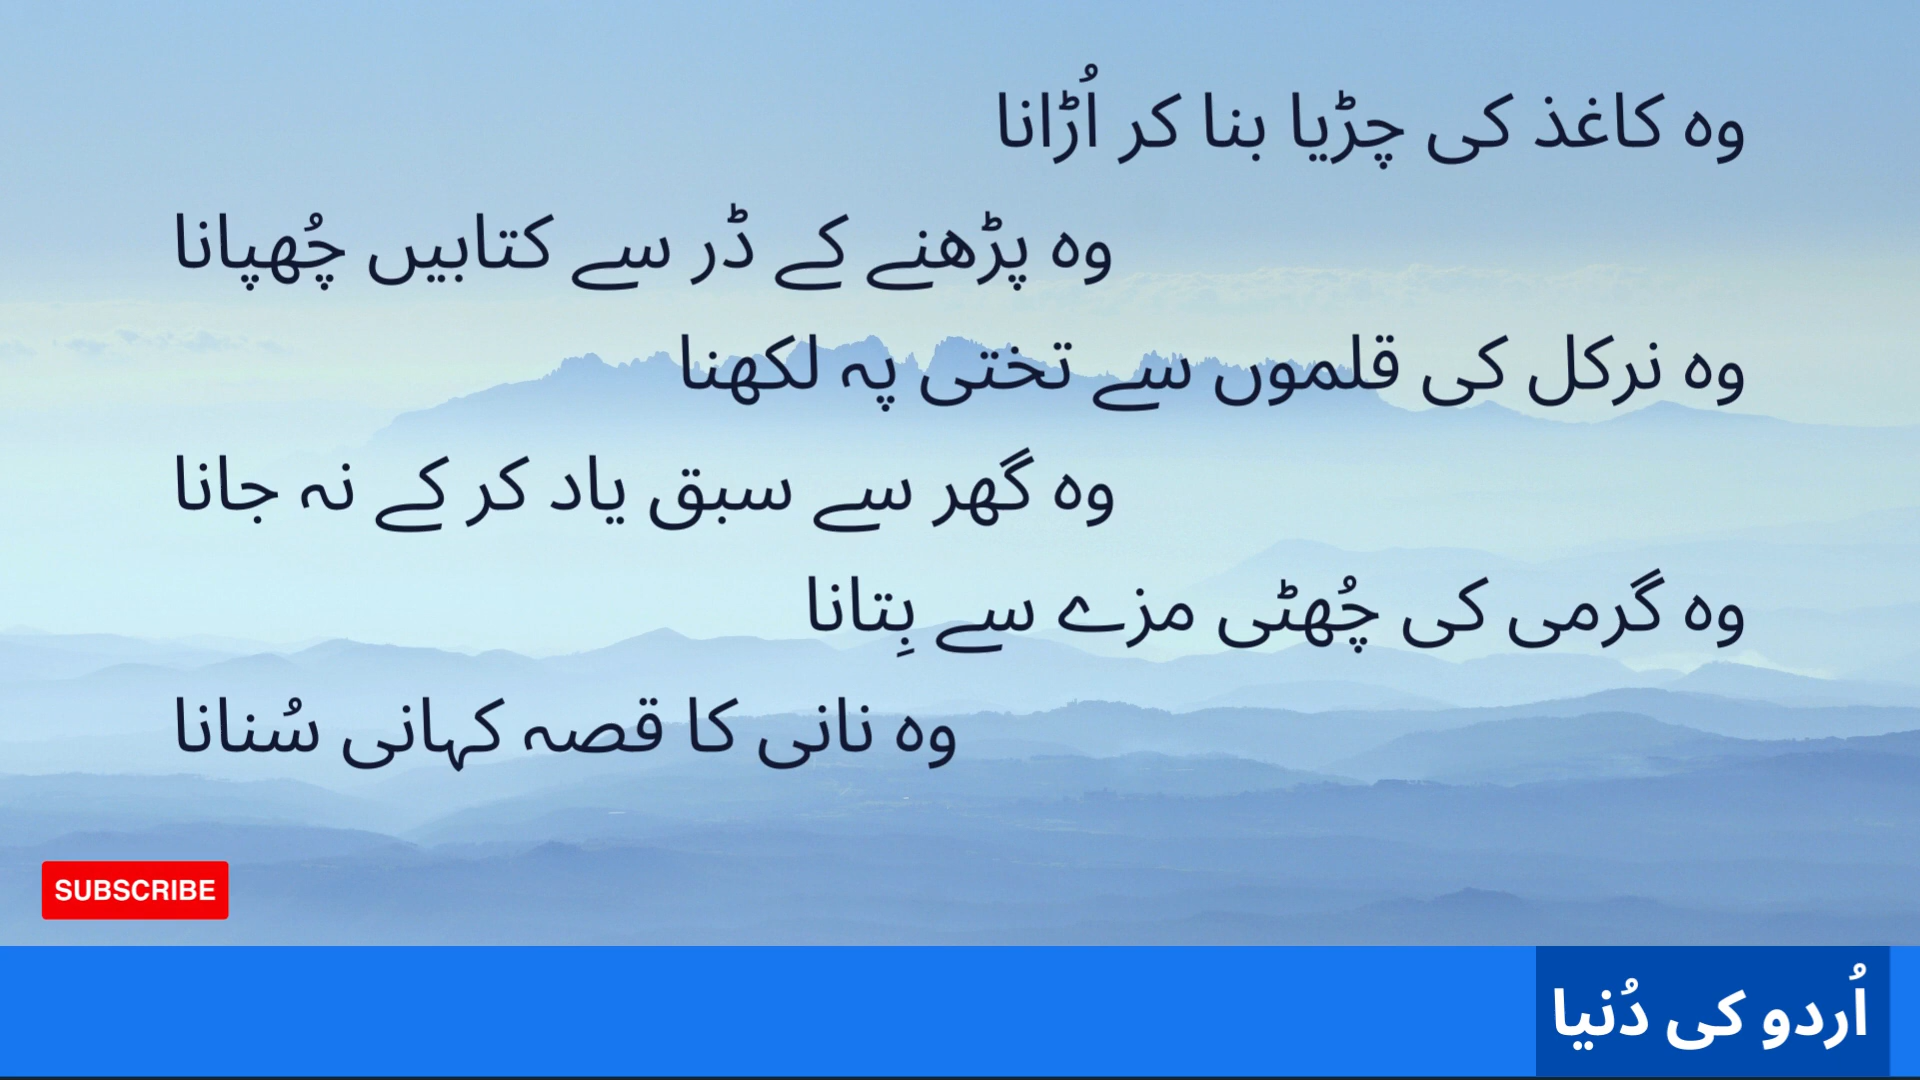 وہ کاغذ کی چڑیا بنا کر اُڑانا
وہ پڑھنے کے ڈر سے کتابیں چُھپانا
وہ نرکل کی قلموں سے تختی پہ لکھنا
وہ گھر سے سبق یاد کر کے نہ جانا
وہ گرمی کی چُھٹی مزے سے بِتانا
وہ نانی کا قصہ کہانی سُنانا
SUBSCRIBE
اُردو کی دُنیا